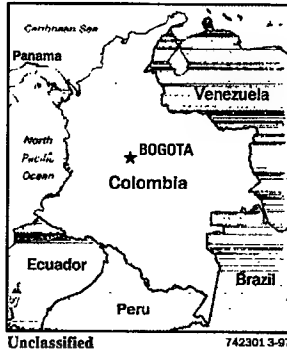 Caribbean Sea
Panama
Venezuela
North
Pacific
Ocean
BOGOTA
Colombia
Ecuador
Brazil
Peru
Unclassified 742301 3-97